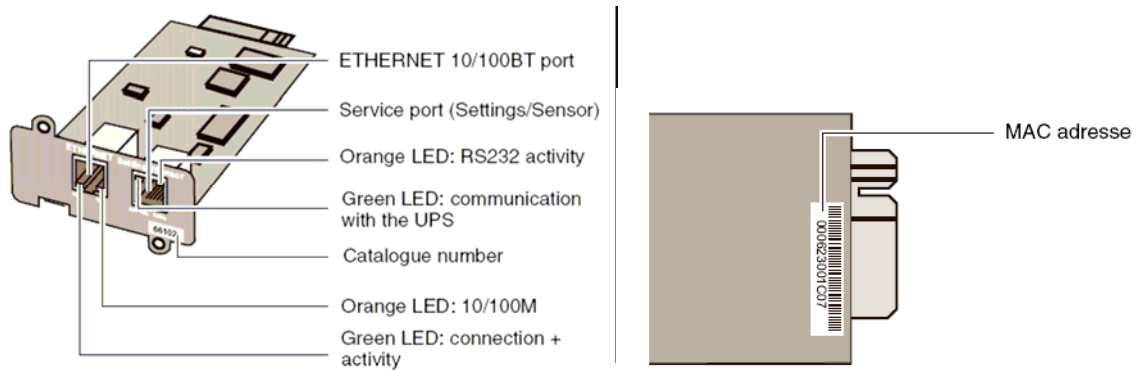 ETHERNET 10/100BT port
Service port (Settings/Sensor)
Orange LED: RS232 activity
Green LED: communication
with the UPS
Catalogue number
Orange LED: 10/100M
Green LED: connection +
activity
ETHERNET
66102
MAC adresse
000623001C07